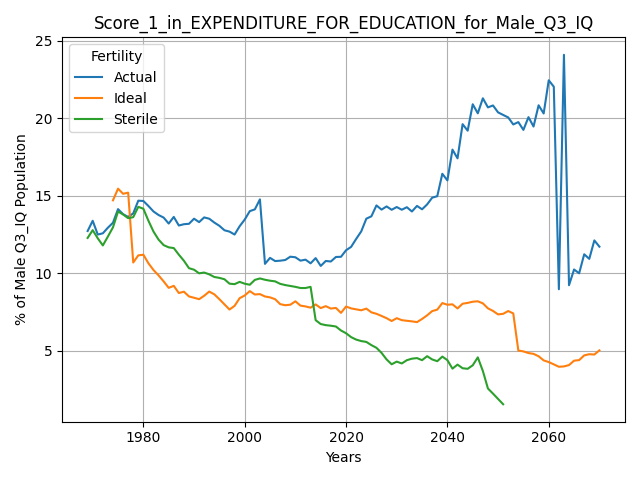 Score_1_in_EXPENDITURE_FOR_EDUCATION_for_Male_Q3_IQ
Fertility
Actual
Ideal
Sterile
25
20
15
10
5
% of Male Q3_IQ Population
1980 2000 2020 2040 2060
Years